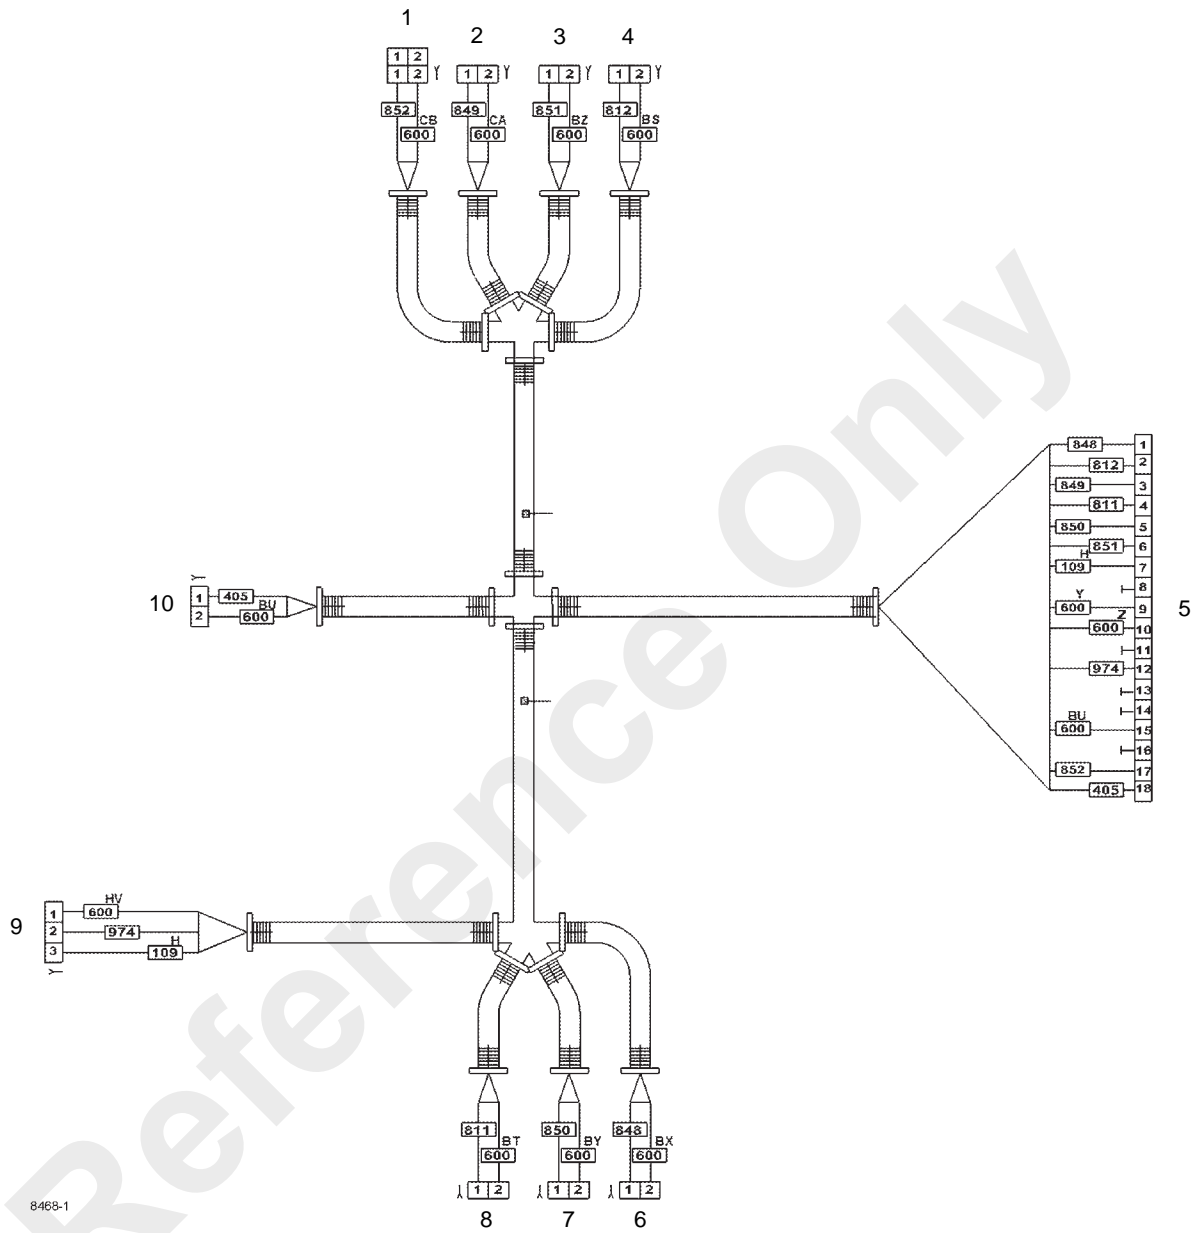 1
2
3
4
1 2
1 2 Y
1 2 Y
1 2 Y
1 2 Y
852
849
851
812
CB
CA
BZ
BS
600
600
600
600
848 1
812 2
849 3
811 4
850 5
851 6
H
109 7
8
Y
600 9
Z
600 10
11
974 12
13
14
BU
600 15
16
852 17
405 18
5
Y
10
1 405
BU
2 600
9
HV
1 600
2 974
H
3 109
Y
811
850
848
BT
BY
BX
600
600
600
Y 1 2
Y 1 2
Y 1 2
8
7
6
8468-1
Reference Only